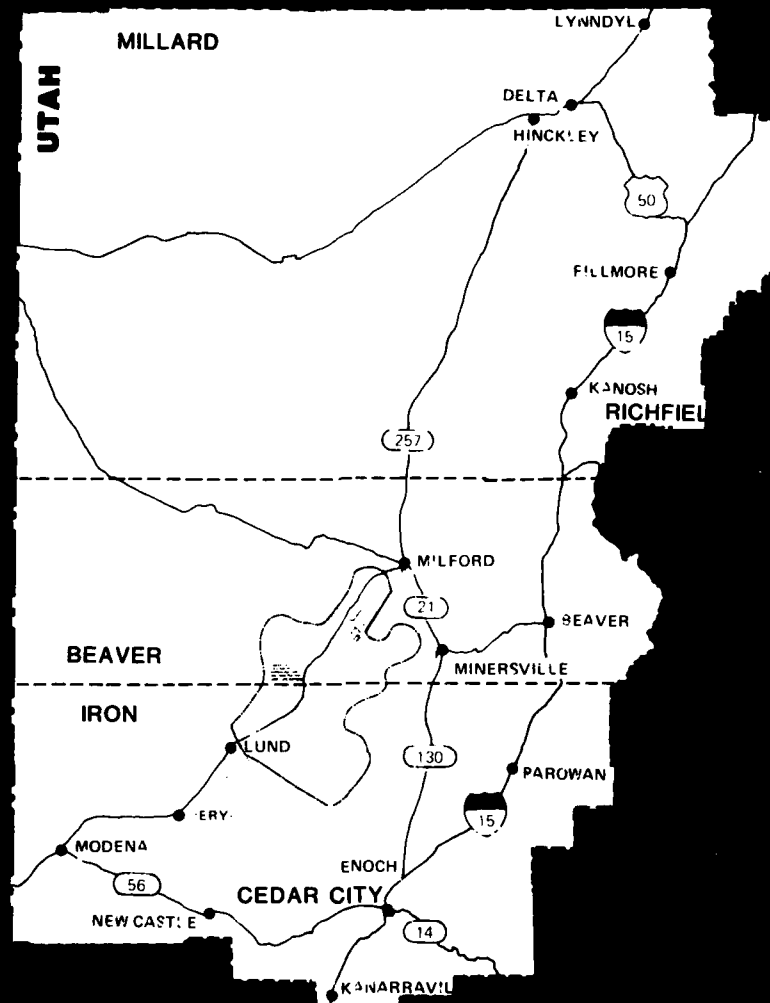 LYNNDYL
MILLARD
UTAH
DELTA
HINCKLEY
50
FILLMORE
15
KANOSH
RICHFIEL
257
MILFORD
21
BEAVER
BEAVER
MINERSVILLE
IRON
LUND
130
PAROWAN
ERY
15
MODENA
ENOCH
56
CEDAR CITY
NEW CASTLE
14
KANARRAVIL